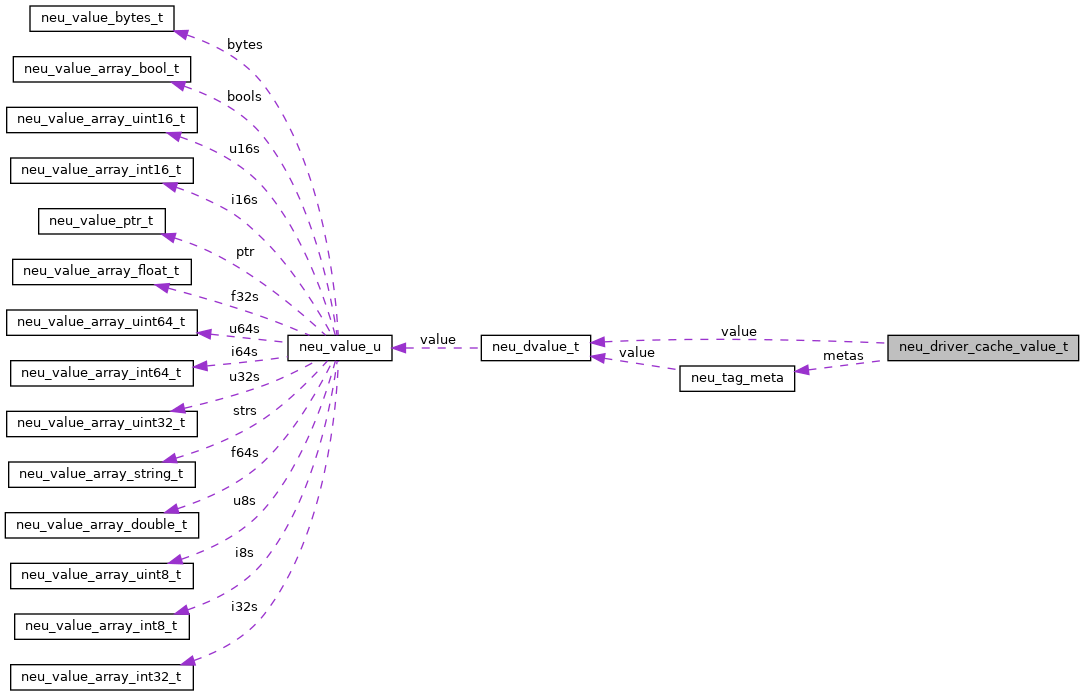 neu_value_bytes_t
bytes
neu_value_array_bool_t
bools
neu_value_array_uint16_t
u16s
neu_value_array_int16_t
i16s
neu_value_ptr_t
ptr
neu_value_array_float_t
f32s
neu_value_array_uint64_t
u64s
neu_value_array_int64_t
i64s
u32s
neu_value_array_uint32_t
strs
neu_value_array_string_t
f64s
neu_value_array_double_t
u8s
neu_value_array_uint8_t
i8s
neu_value_array_int8_t
i32s
neu_value_array_int32_t
neu_value_u
value
neu_dvalue_t
value
value
neu_tag_meta
metas
neu_driver_cache_value_t